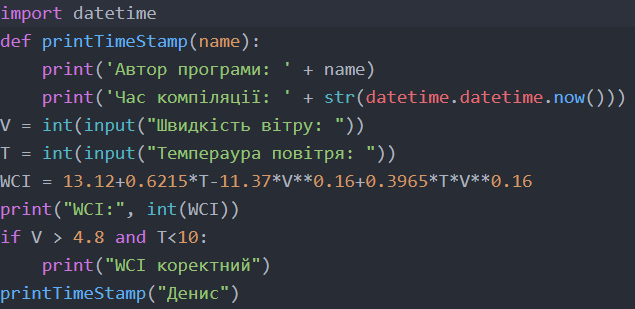 import datetime
def printTimeStamp(name):
    print('Автор програми: ' + name)
    print('Час компіляції: ' + str(datetime.datetime.now()))
V = int(input("Швидкість вітру: "))
T = int(input("Темпераура повітря: "))
WCI = 13.12+0.6215*T-11.37*V**0.16+0.3965*T*V**0.16
print("WCI:", int(WCI))
if V > 4.8 and T<10:
    print("WCI коректний")
printTimeStamp("Денис")